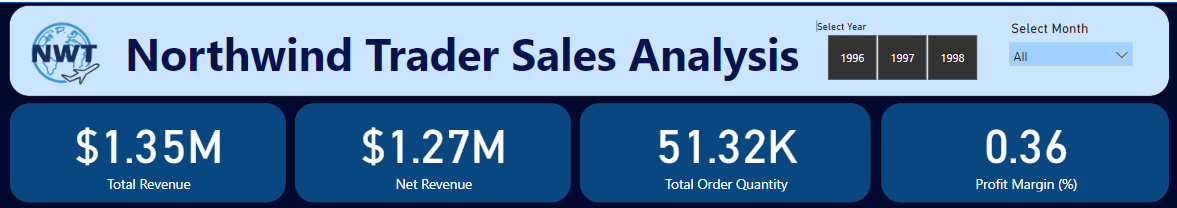 NWT
Northwind Trader Sales Analysis
Select Year
1996 1997 1998
Select Month
All
$1.35M
Total Revenue
$1.27M
Net Revenue
51.32K
Total Order Quantity
0.36
Profit Margin (%)